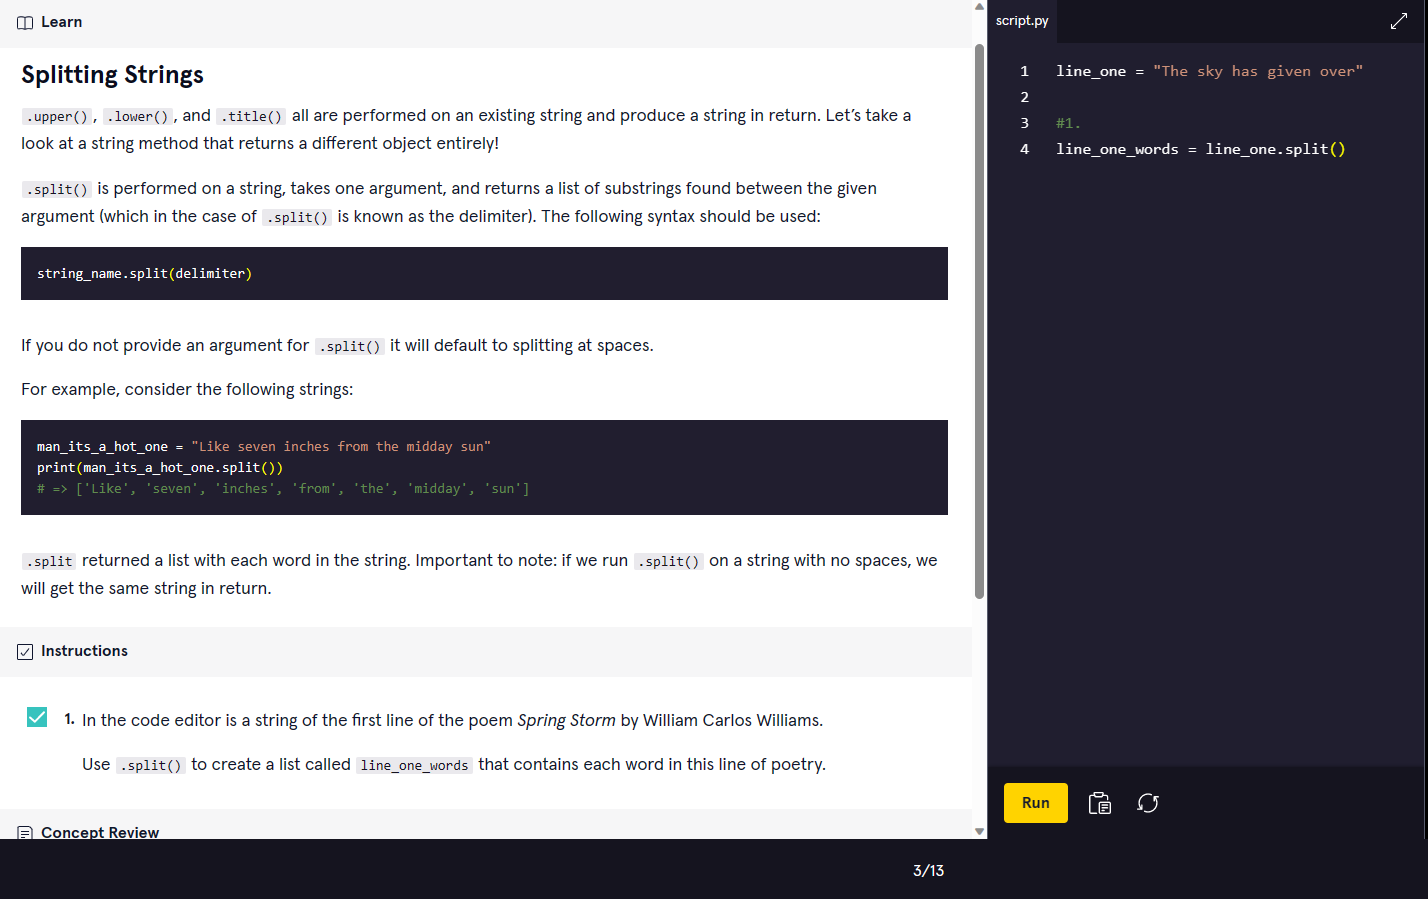 Learn
Splitting Strings
.upper(), .lower(), and .title() all are performed on an existing string and produce a string in return. Let’s take a
look at a string method that returns a different object entirely!
.split() is performed on a string, takes one argument, and returns a list of substrings found between the given
argument (which in the case of .split() is known as the delimiter). The following syntax should be used:
string_name.split(delimiter)
If you do not provide an argument for .split() it will default to splitting at spaces.
For example, consider the following strings:
man_its_a_hot_one = "Like seven inches from the midday sun"
print(man_its_a_hot_one.split())
# => ['Like', 'seven', 'inches', 'from', 'the', 'midday', 'sun']
.split returned a list with each word in the string. Important to note: if we run .split() on a string with no spaces, we
will get the same string in return.
Instructions
1. In the code editor is a string of the first line of the poem Spring Storm by William Carlos Williams.
Use .split() to create a list called line_one_words that contains each word in this line of poetry.
Concept Review
3/13
script.py
1 line_one = "The sky has given over"
2
3 #1.
4 line_one_words = line_one.split()
Run